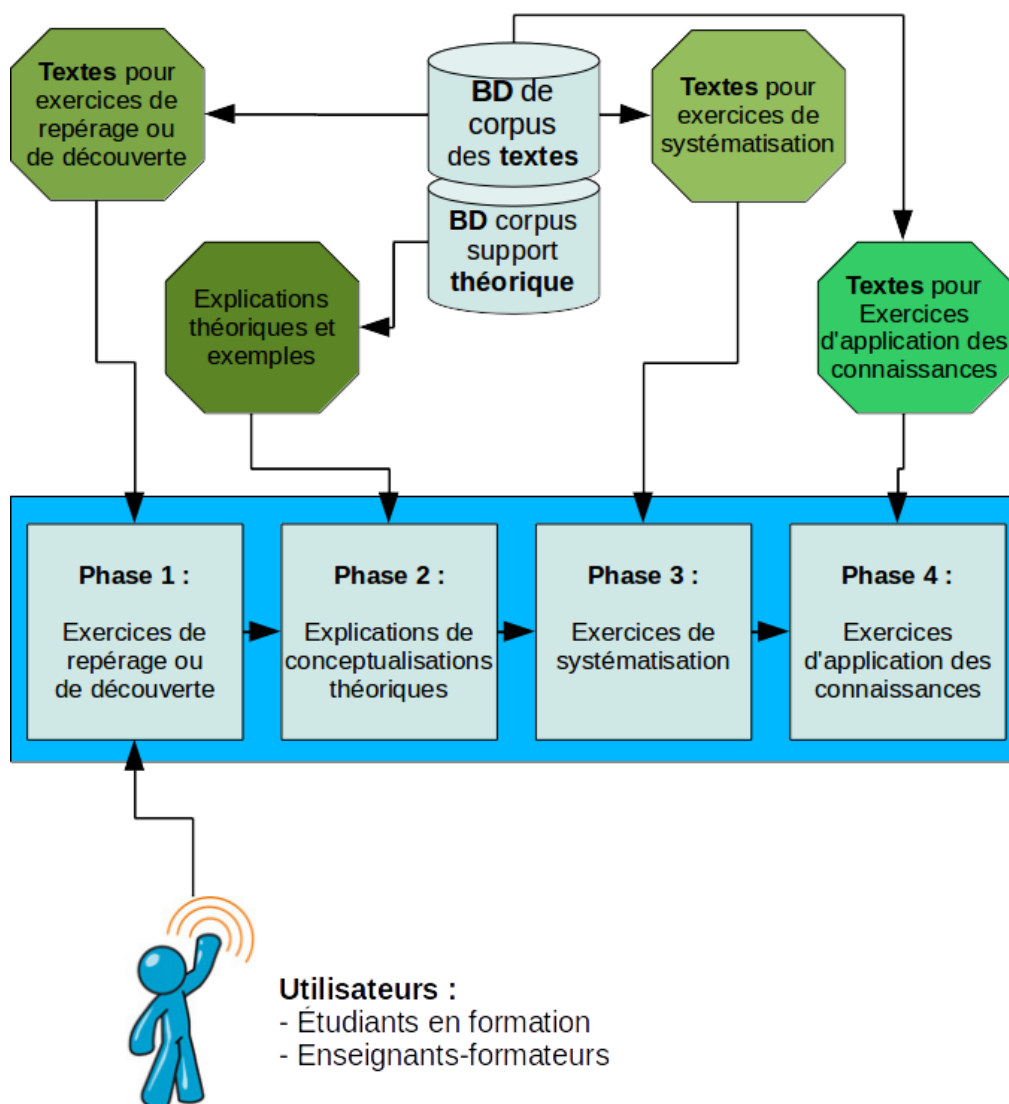 Textes pour
exercices de
repérage ou
de découverte
BD de
corpus
des textes
Textes pour
exercices de
systématisation
BD corpus
support
théorique
Explications
théoriques et
exemples
Textes pour
Exercices
d'application des
connaissances
Phase 1 :
Exercices de
repérage ou
de découverte
Phase 2 :
Explications de
conceptualisations
théoriques
Phase 3 :
Exercices de
systématisation
Phase 4 :
Exercices
d'application des
connaissances
Utilisateurs :
- Étudiants en formation
- Enseignants-formateurs